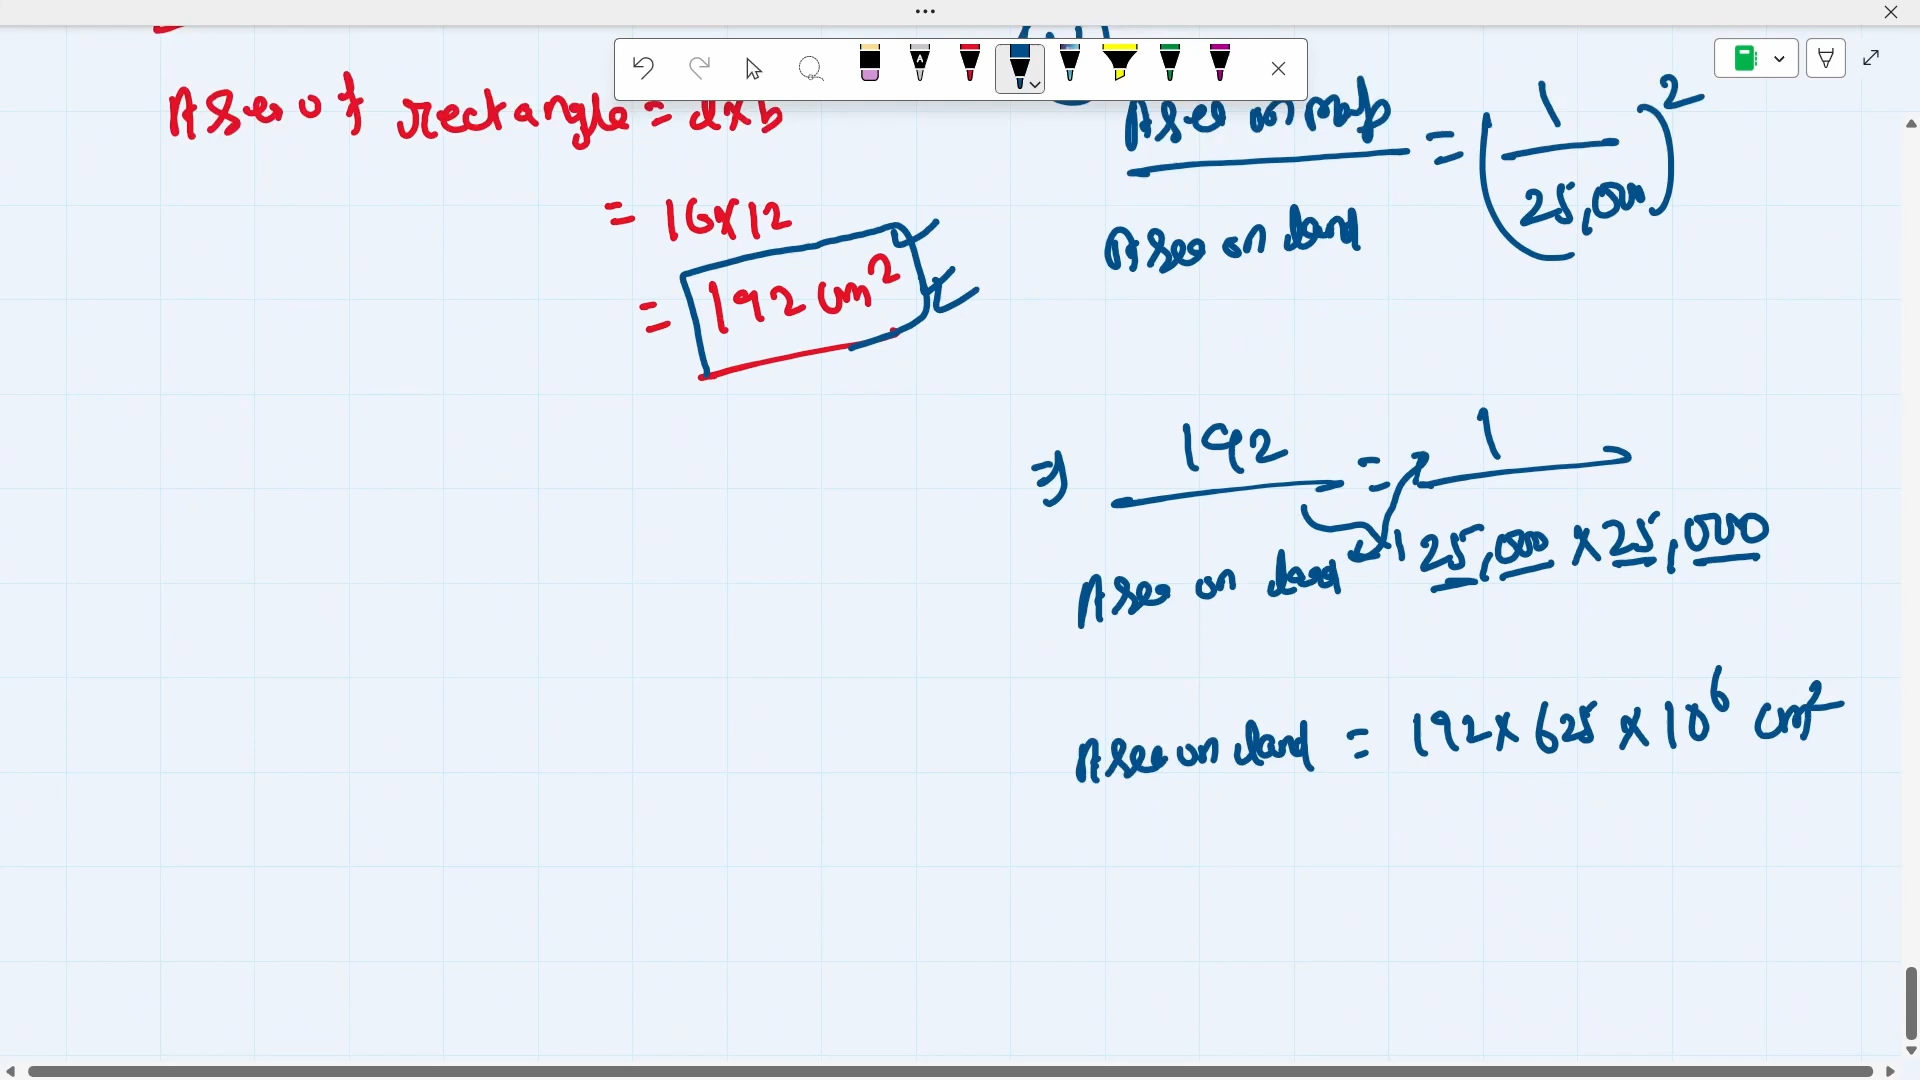 Area of rectangle = l×b
= 16×12
= 192 cm²
Area on map / Area on land = (1 / 25,000)²
⇒ 192 / Area on land = 1 / 25,000 × 25,000
Area on land = 192 × 625 × 10⁶ cm²